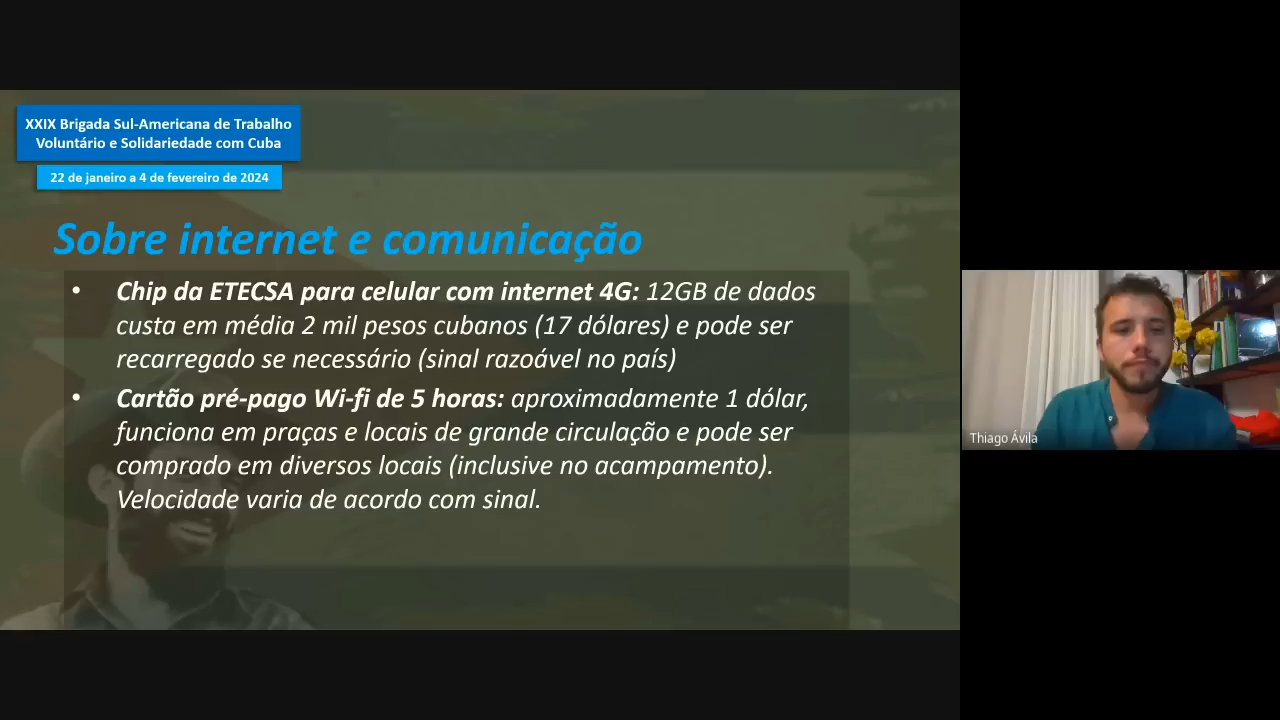 XXIX Brigada Sul-Americana de Trabalho
Voluntário e Solidariedade com Cuba
22 de janeiro a 4 de fevereiro de 2024
Sobre internet e comunicação
• Chip da ETECSA para celular com internet 4G: 12GB de dados
custa em média 2 mil pesos cubanos (17 dólares) e pode ser
recarregado se necessário (sinal razoável no país)
• Cartão pré-pago Wi-fi de 5 horas: aproximadamente 1 dólar,
funciona em praças e locais de grande circulação e pode ser
comprado em diversos locais (inclusive no acampamento).
Velocidade varia de acordo com sinal.
Thiago Ávila